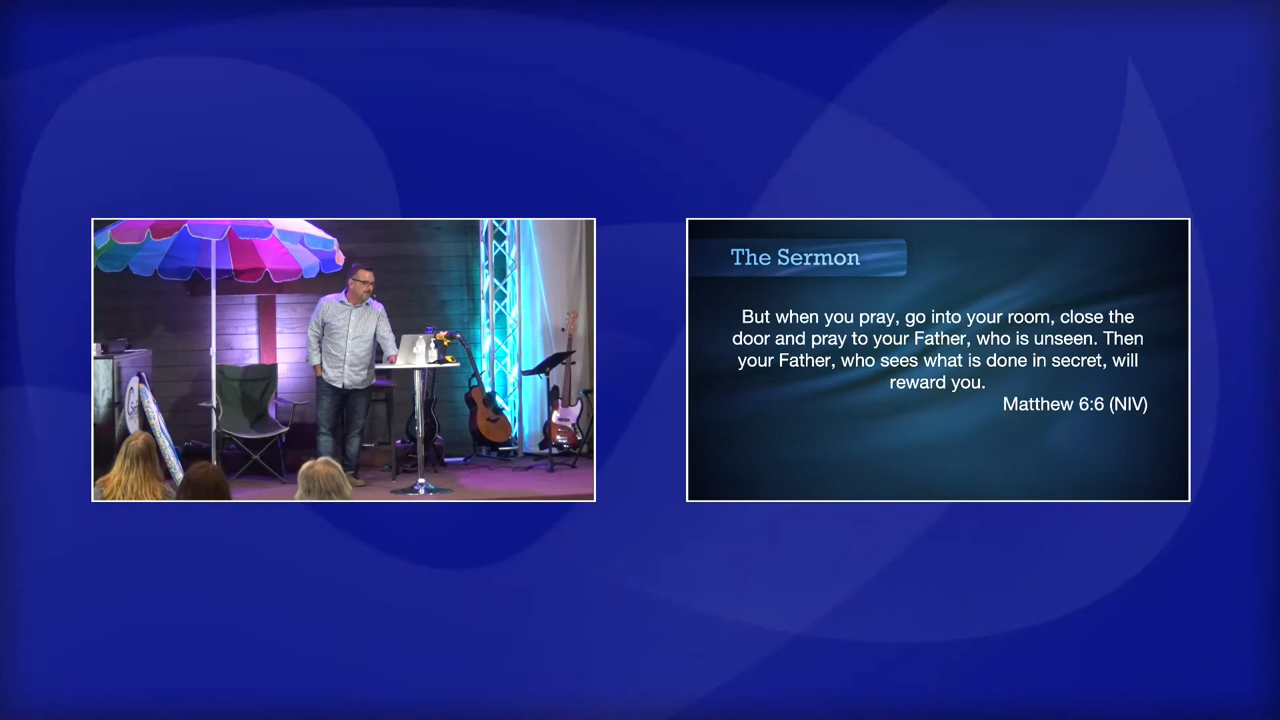 The Sermon
But when you pray, go into your room, close the
door and pray to your Father, who is unseen. Then
your Father, who sees what is done in secret, will
reward you.
Matthew 6:6 (NIV)